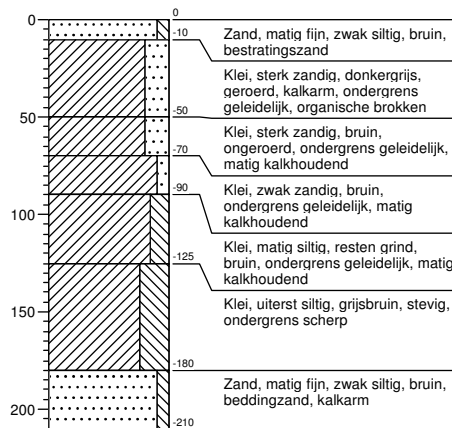 0
0
-10
Zand, matig fijn, zwak siltig, bruin,
bestratingszand
Klei, sterk zandig, donkergrijs,
geroerd, kalkarm, ondergrens
geleidelijk, organische brokken
50
-50
Klei, sterk zandig, bruin,
ongeroerd, ondergrens geleidelijk,
matig kalkhoudend
-70
Klei, zwak zandig, bruin,
ondergrens geleidelijk, matig
kalkhoudend
-90
100
Klei, matig siltig, resten grind,
bruin, ondergrens geleidelijk, matig
kalkhoudend
-125
Klei, uiterst siltig, grijsbruin, stevig,
ondergrens scherp
150
-180
Zand, matig fijn, zwak siltig, bruin,
beddingzand, kalkarm
200
-210